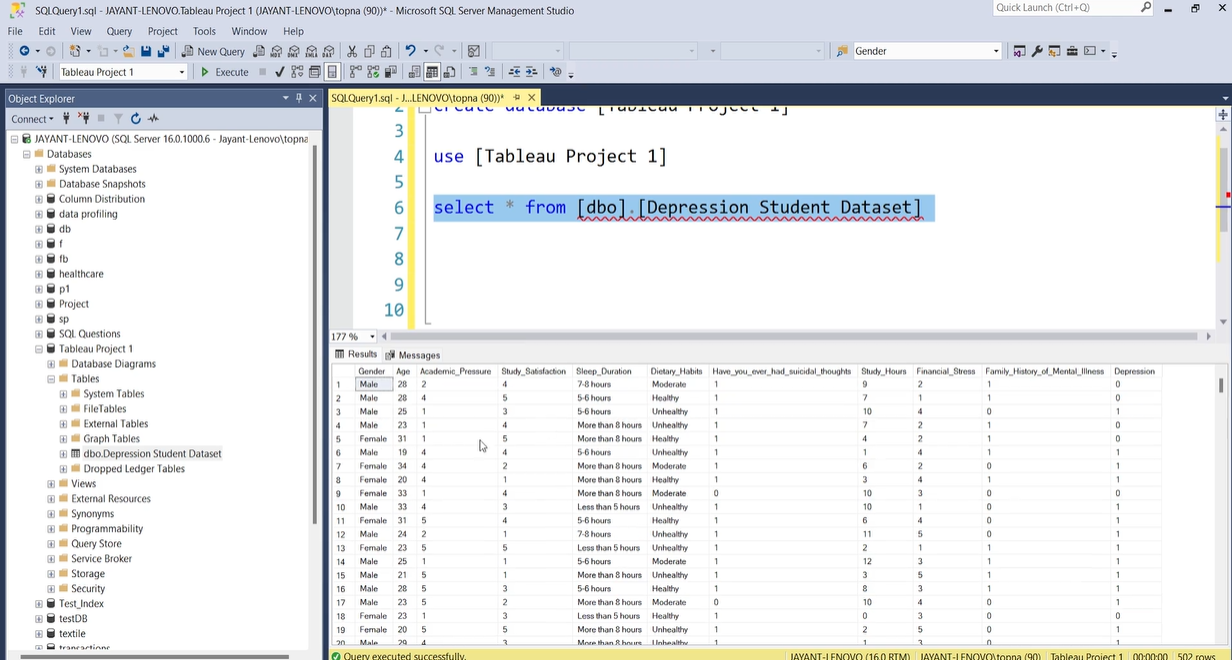 SQLQuery1.sql - JAYANT-LENOVO.Tableau Project 1 (JAYANT-LENOVO\topna (90))* - Microsoft SQL Server Management Studio
Quick Launch (Ctrl+Q)
File Edit View Query Project Tools Window Help
New Query
Gender
Tableau Project 1
Execute
Object Explorer
Connect
JAYANT-LENOVO (SQL Server 16.0.1000.6 - Jayant-Lenovo\topna
Databases
System Databases
Database Snapshots
Column Distribution
data profiling
db
f
fb
healthcare
p1
Project
sp
SQL Questions
Tableau Project 1
Database Diagrams
Tables
System Tables
FileTables
External Tables
Graph Tables
dbo.Depression Student Dataset
Dropped Ledger Tables
Views
External Resources
Synonyms
Programmability
Query Store
Service Broker
Storage
Security
Test_Index
testDB
textile
transactions
SQLQuery1.sql - J...LENOVO\topna (90))*
2 create database [Tableau Project 1]
3
4 use [Tableau Project 1]
5
6 select * from [dbo].[Depression Student Dataset]
7
8
9
10
177 %
Results Messages
Gender Age Academic_Pressure Study_Satisfaction Sleep_Duration Dietary_Habits Have_you_ever_had_suicidal_thoughts Study_Hours Financial_Stress Family_History_of_Mental_Illness Depression
1 Male 28 2 4 7-8 hours Moderate 1 9 2 1 0
2 Male 28 4 5 5-6 hours Healthy 1 7 1 1 0
3 Male 25 1 3 5-6 hours Unhealthy 1 10 4 0 1
4 Male 23 1 4 More than 8 hours Unhealthy 1 7 2 1 0
5 Female 31 1 5 More than 8 hours Healthy 1 4 2 1 0
6 Male 19 4 4 5-6 hours Unhealthy 1 1 4 1 1
7 Female 34 4 2 More than 8 hours Moderate 1 6 2 0 1
8 Female 20 4 1 More than 8 hours Healthy 1 3 4 1 1
9 Female 33 1 4 More than 8 hours Moderate 0 10 3 0 0
10 Male 33 4 3 Less than 5 hours Unhealthy 1 10 1 0 1
11 Female 31 5 4 5-6 hours Healthy 1 6 4 0 1
12 Male 24 2 1 7-8 hours Unhealthy 1 11 5 0 1
13 Female 23 5 5 Less than 5 hours Unhealthy 1 2 1 1 1
14 Male 25 1 1 5-6 hours Moderate 1 12 3 1 1
15 Male 21 5 1 More than 8 hours Unhealthy 1 3 5 1 1
16 Male 28 5 3 5-6 hours Healthy 1 8 3 1 1
17 Male 23 5 2 More than 8 hours Moderate 0 10 4 0 1
18 Female 23 1 3 Less than 5 hours Healthy 1 0 3 0 0
19 Female 20 5 5 More than 8 hours Unhealthy 1 2 5 0 1
20 Male 29 4 3 More than 8 hours Unhealthy 1 1 3 0 1
Query executed successfully.
JAYANT-LENOVO (16.0 RTM) JAYANT-LENOVO\topna (90) Tableau Project 1 00:00:00 502 rows